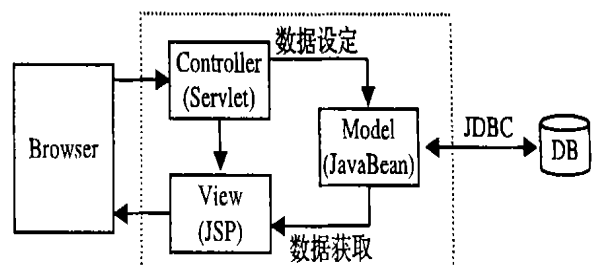 数据设定
Controller
(Servlet)
Browser
Model
(JavaBean)
JDBC
DB
View
(JSP)
数据获取